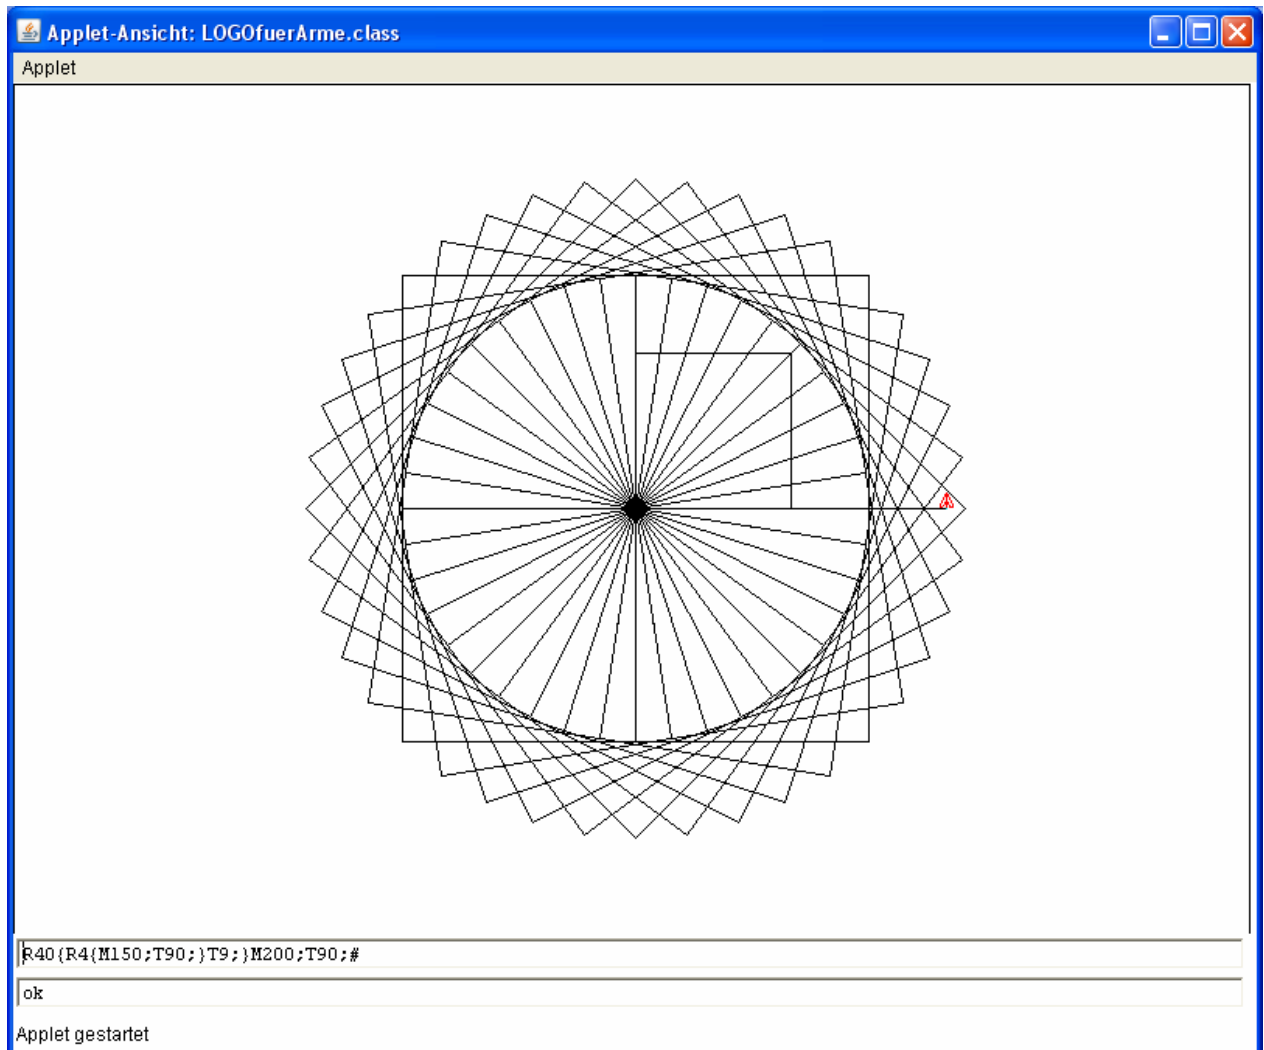 Applet-Ansicht: LOGOfuerArme.class
Applet
R40{R4{M150;T90;}T9;}M200;T90;#
ok
Applet gestartet